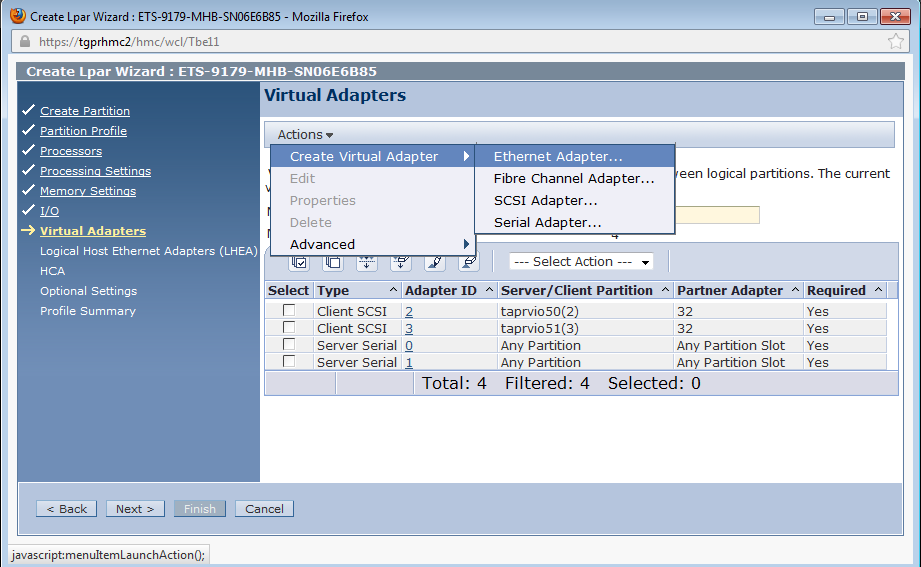 Create Lpar Wizard : ETS-9179-MHB-SN06E6B85 - Mozilla Firefox
https://tgprhmc2/hmc/wcl/Tbe11
Create Lpar Wizard : ETS-9179-MHB-SN06E6B85
Create Partition
Partition Profile
Processors
Processing Settings
Memory Settings
I/O
Virtual Adapters
Logical Host Ethernet Adapters (LHEA)
HCA
Optional Settings
Profile Summary
Virtual Adapters
Actions
Create Virtual Adapter
Edit
Properties
Delete
Advanced
Ethernet Adapter...
Fibre Channel Adapter...
SCSI Adapter...
Serial Adapter...
logical partitions. The current
4
--- Select Action ---
Select Type Adapter ID Server/Client Partition Partner Adapter Required
Client SCSI 2 taprvio50(2) 32 Yes
Client SCSI 3 taprvio51(3) 32 Yes
Server Serial 0 Any Partition Any Partition Slot Yes
Server Serial 1 Any Partition Any Partition Slot Yes
Total: 4 Filtered: 4 Selected: 0
< Back Next > Finish Cancel
javascript:menuItemLaunchAction();